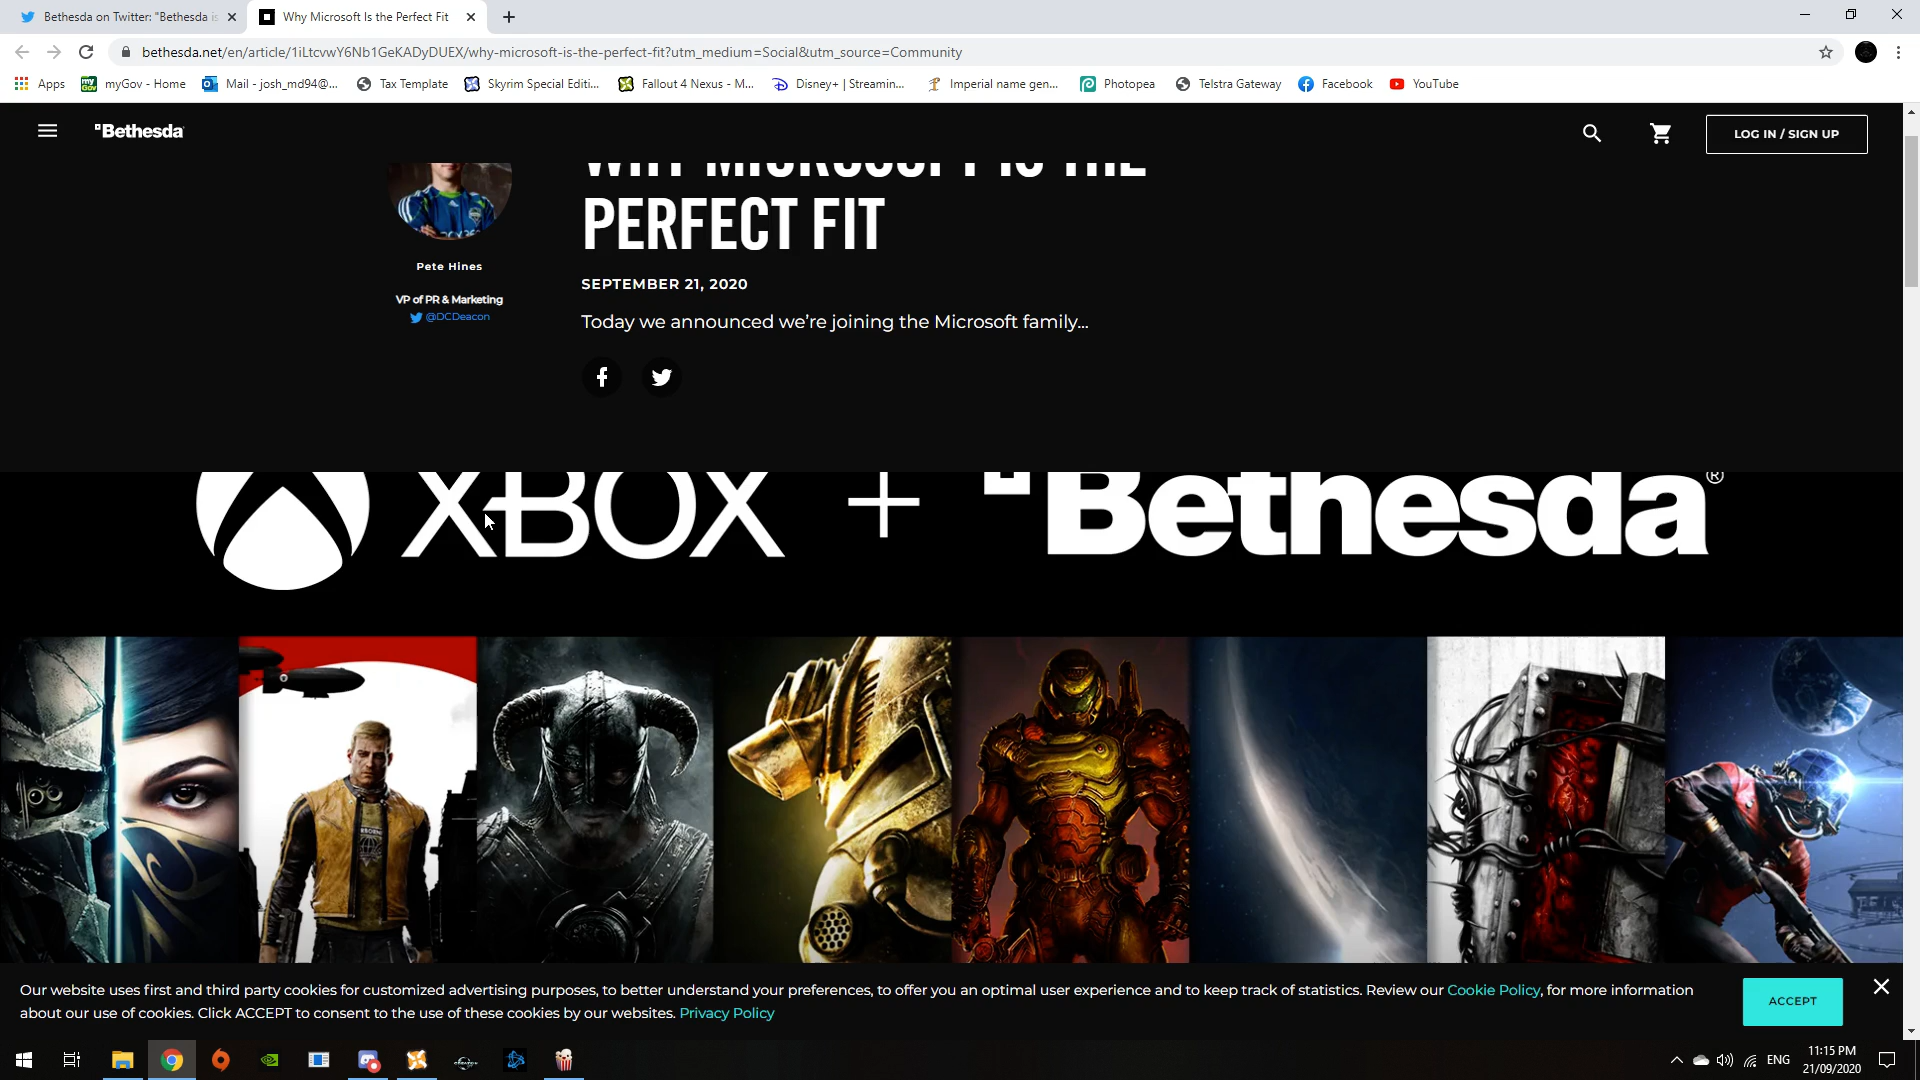 Bethesda on Twitter: "Bethesda is
Why Microsoft Is the Perfect Fit
bethesda.net/en/article/1iLtcvwY6Nb1GeKADyDUEX/why-microsoft-is-the-perfect-fit?utm_medium=Social&utm_source=Community
Apps
myGov - Home
Mail - josh_md94@...
Tax Template
Skyrim Special Editi...
Fallout 4 Nexus - M...
Disney+ | Streamin...
Imperial name gen...
Photopea
Telstra Gateway
Facebook
YouTube
Bethesda
LOG IN / SIGN UP
WHY MICROSOFT IS THE
PERFECT FIT
Pete Hines
VP of PR & Marketing
@DCDeacon
SEPTEMBER 21, 2020
Today we announced we're joining the Microsoft family...
XBOX + Bethesda®
Our website uses first and third party cookies for customized advertising purposes, to better understand your preferences, to offer you an optimal user experience and to keep track of statistics. Review our Cookie Policy, for more information
about our use of cookies. Click ACCEPT to consent to the use of these cookies by our websites. Privacy Policy
ACCEPT
ENG
11:15 PM
21/09/2020